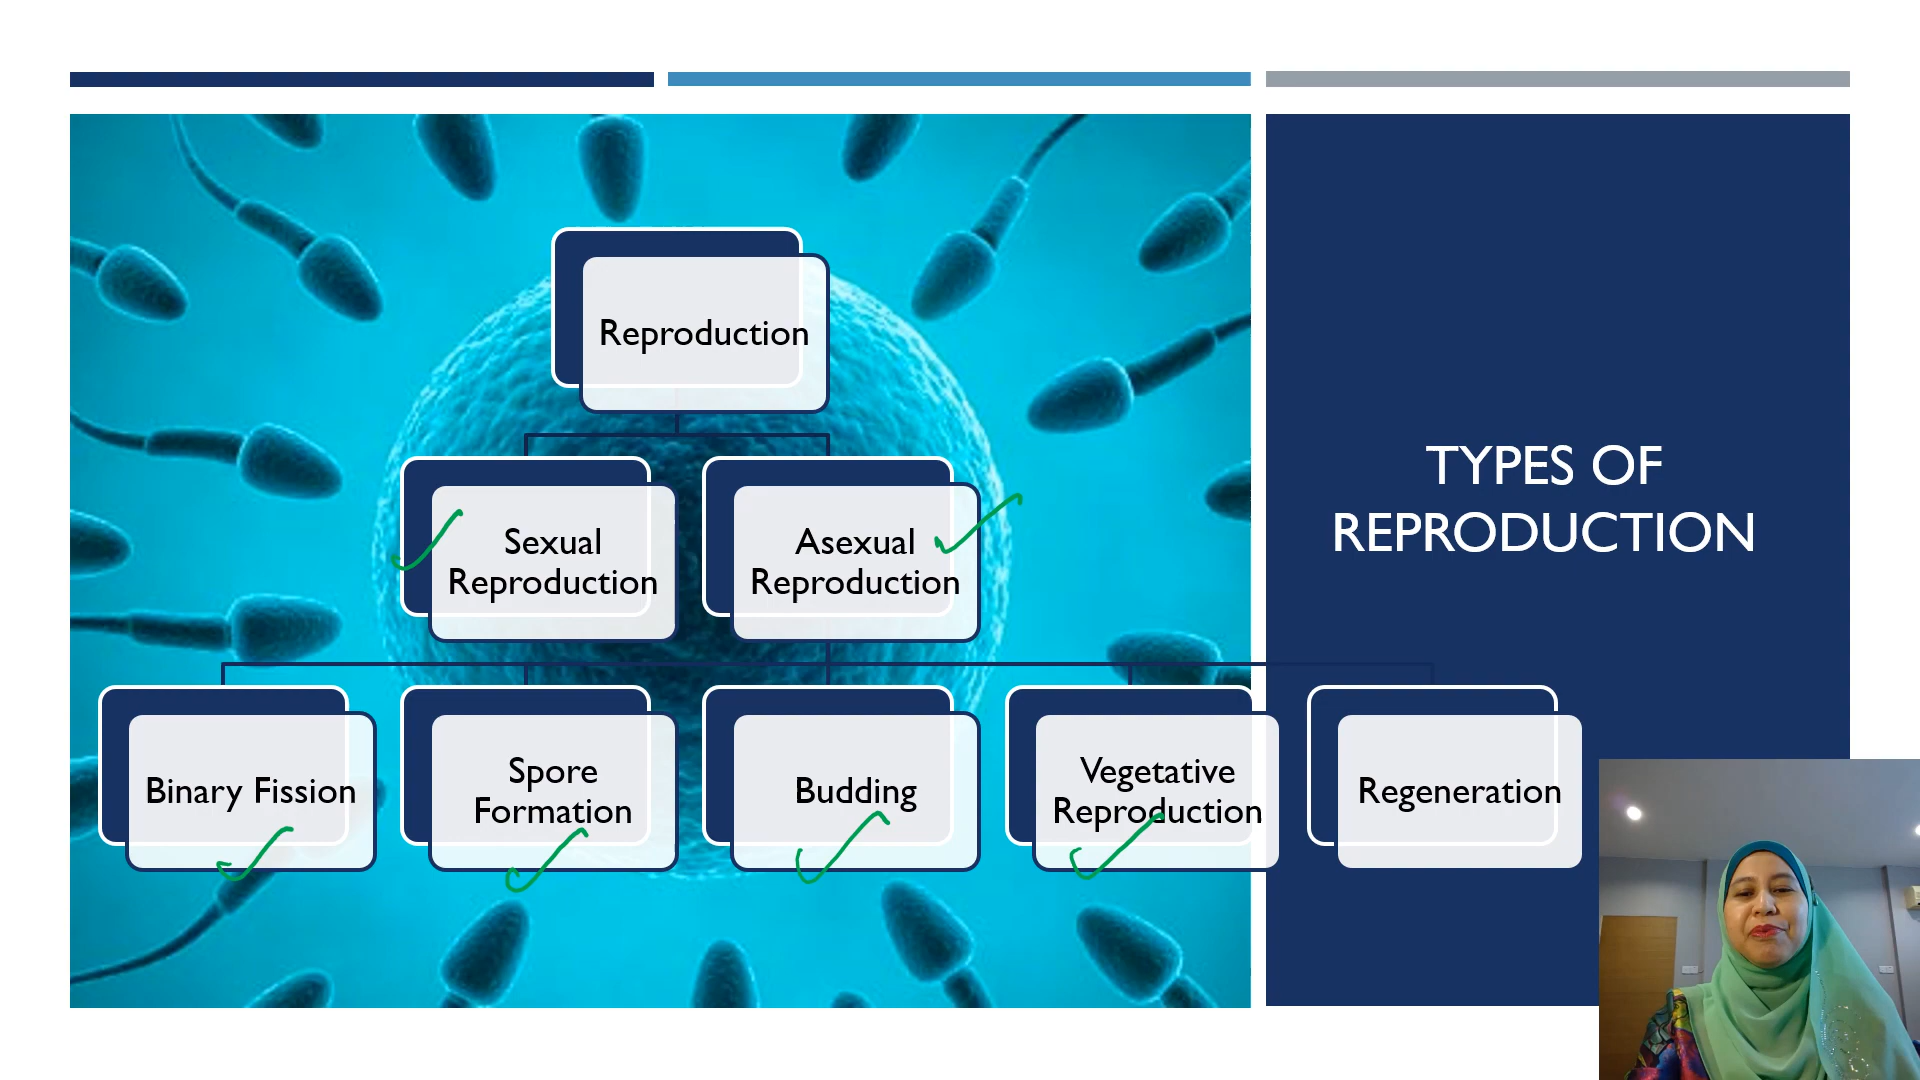 Reproduction
Sexual
Reproduction
Asexual
Reproduction
Binary Fission
Spore
Formation
Budding
Vegetative
Reproduction
Regeneration
TYPES OF
REPRODUCTION